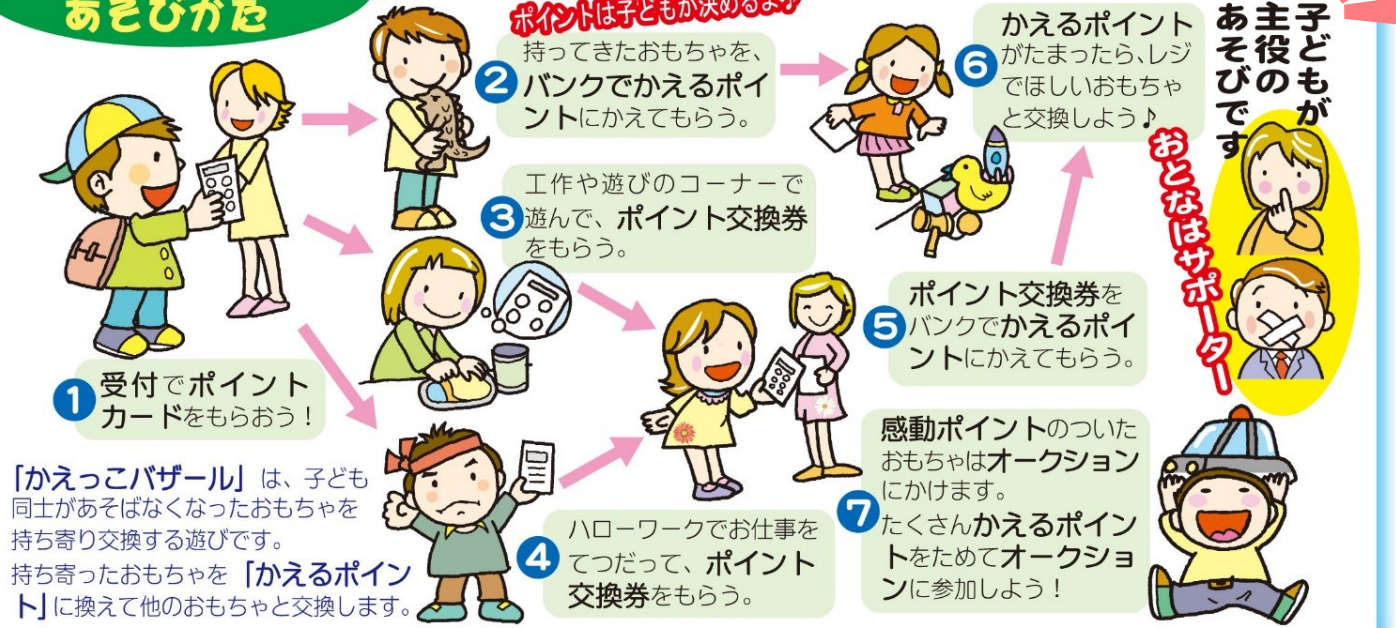 あそびかた
ポイントは子どもが決めるよ♪
子どもが
主役の
あそびです
おとなはサポーター
1 受付でポイント
カードをもらおう！
2 持ってきたおもちゃを、
バンクでかえるポイ
ントにかえてもらう。
3 工作や遊びのコーナーで
遊んで、ポイント交換券
をもらう。
4 ハローワークでお仕事を
てつだって、ポイント
交換券をもらう。
5 ポイント交換券を
バンクでかえるポイ
ントにかえてもらう。
6 かえるポイント
がたまったら、レジ
でほしいおもちゃ
と交換しよう♪
7 感動ポイントのついた
おもちゃはオークション
にかけます。
たくさんかえるポイン
トをためてオークショ
ンに参加しよう！
「かえっこバザール」は、子ども
同士があそばなくなったおもちゃを
持ち寄り交換する遊びです。
持ち寄ったおもちゃを「かえるポイン
ト」に換えて他のおもちゃと交換します。